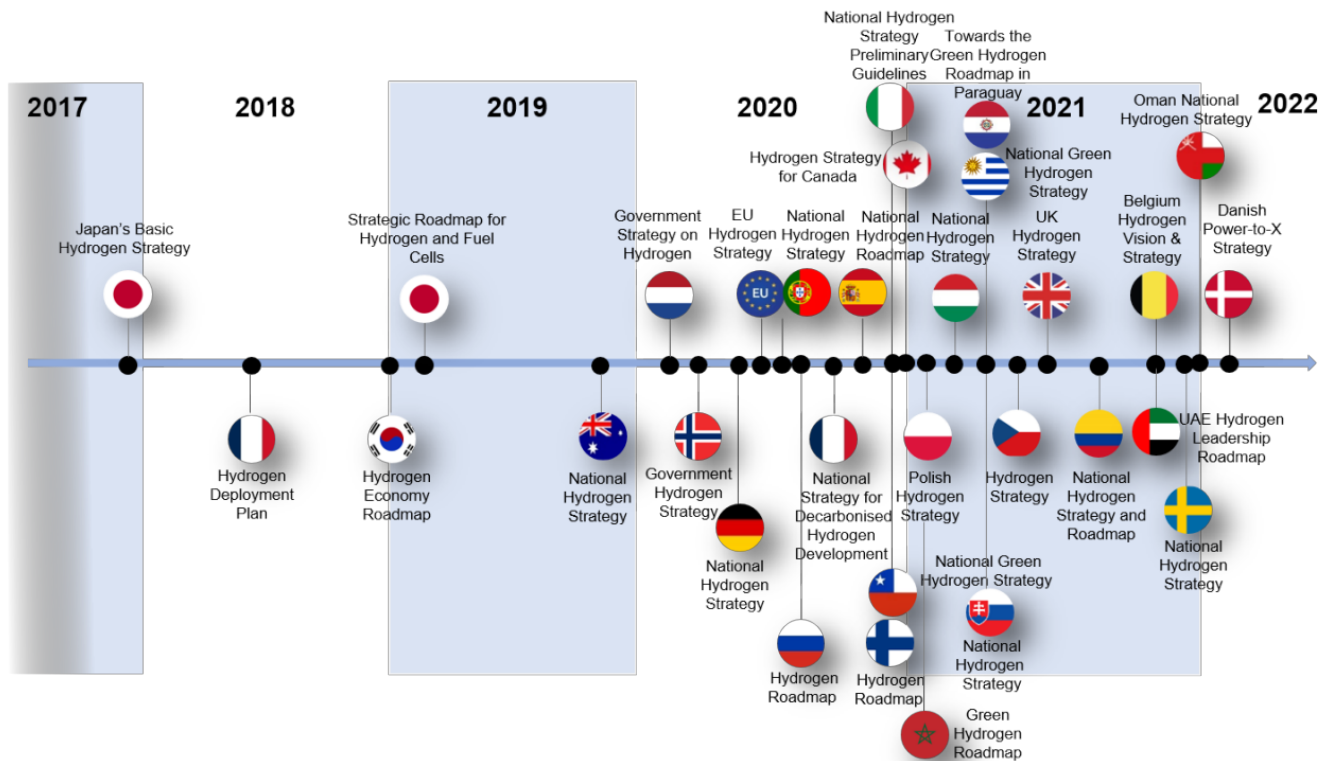 National Hydrogen
Strategy
Preliminary
Guidelines
Towards the
Green Hydrogen
Roadmap in
Paraguay
2017
2018
2019
2020
2021
2022
Oman National
Hydrogen Strategy
Hydrogen Strategy
for Canada
National Green
Hydrogen
Strategy
Japan's Basic
Hydrogen Strategy
Strategic Roadmap for
Hydrogen and Fuel
Cells
Government
Strategy on
Hydrogen
EU
Hydrogen
Strategy
EU
National
Hydrogen
Strategy
National
Hydrogen
Roadmap
National
Hydrogen
Strategy
UK
Hydrogen
Strategy
Belgium
Hydrogen
Vision &
Strategy
Danish
Power-to-X
Strategy
Hydrogen
Deployment
Plan
Hydrogen
Economy
Roadmap
National
Hydrogen
Strategy
Government
Hydrogen
Strategy
National
Hydrogen
Strategy
National
Strategy for
Decarbonised
Hydrogen
Development
Hydrogen
Roadmap
Polish
Hydrogen
Strategy
Hydrogen
Strategy
National
Hydrogen
Strategy and
Roadmap
UAE Hydrogen
Leadership
Roadmap
National
Hydrogen
Strategy
National Green
Hydrogen Strategy
Hydrogen
Roadmap
National
Hydrogen
Strategy
Green
Hydrogen
Roadmap